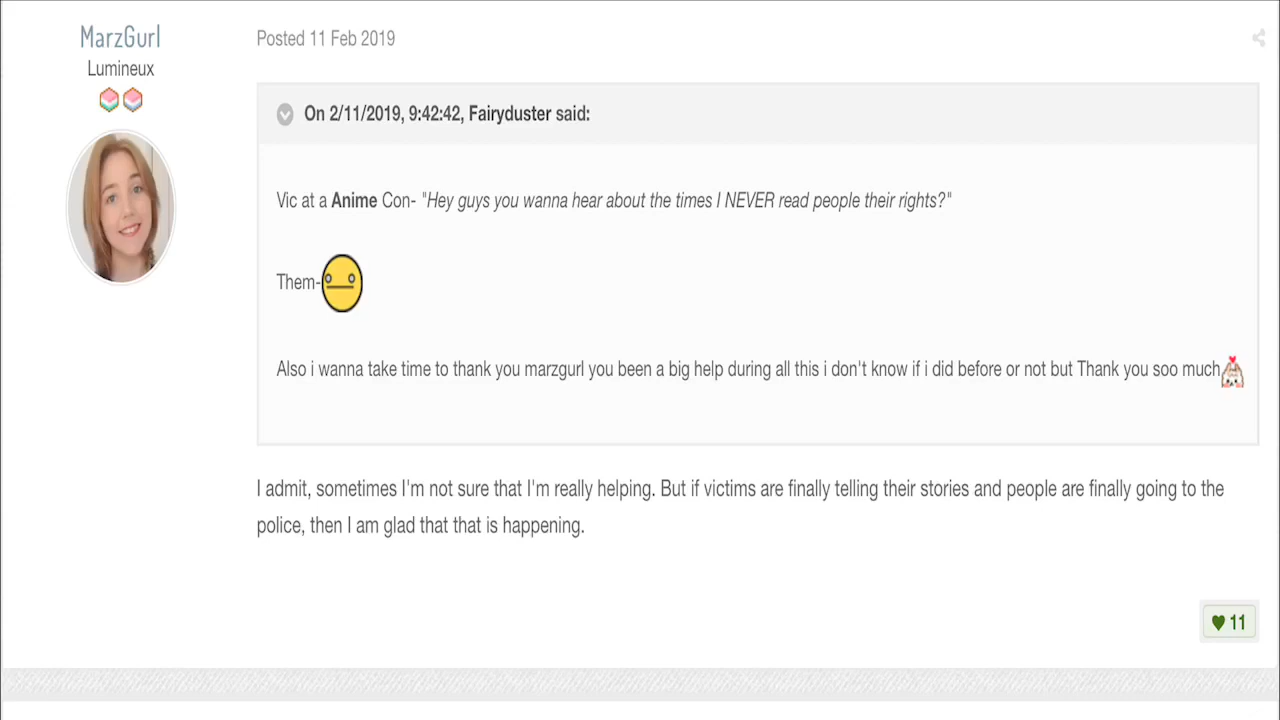 MarzGurl
Lumineux
Posted 11 Feb 2019
On 2/11/2019, 9:42:42, Fairyduster said:
Vic at a Anime Con- "Hey guys you wanna hear about the times I NEVER read people their rights?"
Them-
Also i wanna take time to thank you marzgurl you been a big help during all this i don't know if i did before or not but Thank you soo much
I admit, sometimes I'm not sure that I'm really helping. But if victims are finally telling their stories and people are finally going to the
police, then I am glad that that is happening.
11